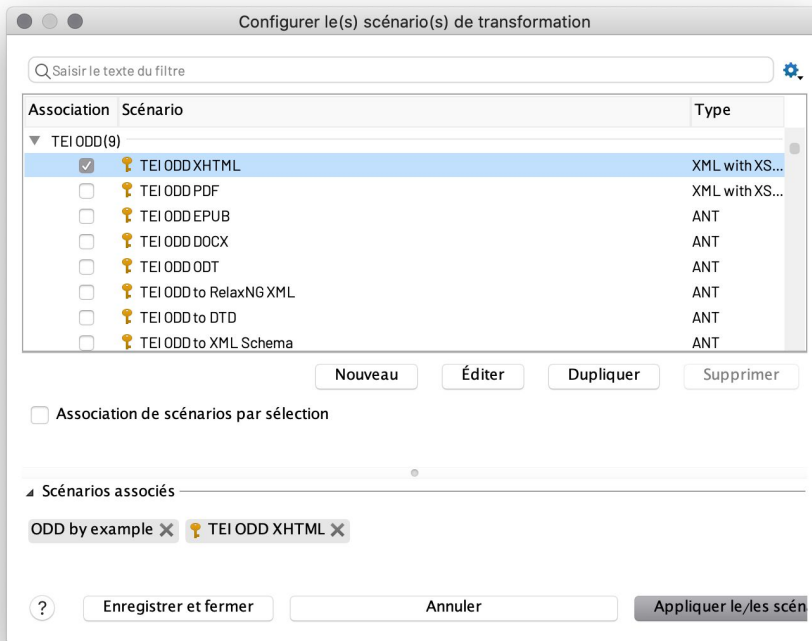 Configurer le(s) scénario(s) de transformation
Saisir le texte du filtre
Association Scénario Type
TEI ODD (9)
TEI ODD XHTML XML with XS...
TEI ODD PDF XML with XS...
TEI ODD EPUB ANT
TEI ODD DOCX ANT
TEI ODD ODT ANT
TEI ODD to RelaxNG XML ANT
TEI ODD to DTD ANT
TEI ODD to XML Schema ANT
Nouveau Éditer Dupliquer Supprimer
Association de scénarios par sélection
Scénarios associés
ODD by example TEI ODD XHTML
? Enregistrer et fermer Annuler Appliquer le/les scén